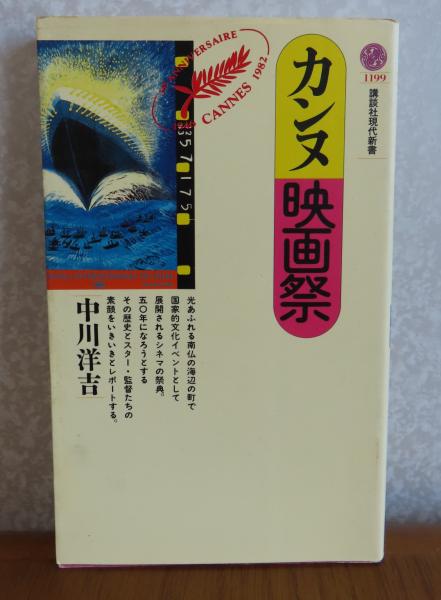 1199
講談社現代新書
カンヌ
映画祭
ANNIVERSAIRE
CANNES 1982
光あふれる南仏の海辺の町で
国家的文化イベントとして
展開されるシネマの祭典。
五〇年になろうとする
その歴史とスター・監督たちの
素顔をいきいきとレポートする。
中川洋吉